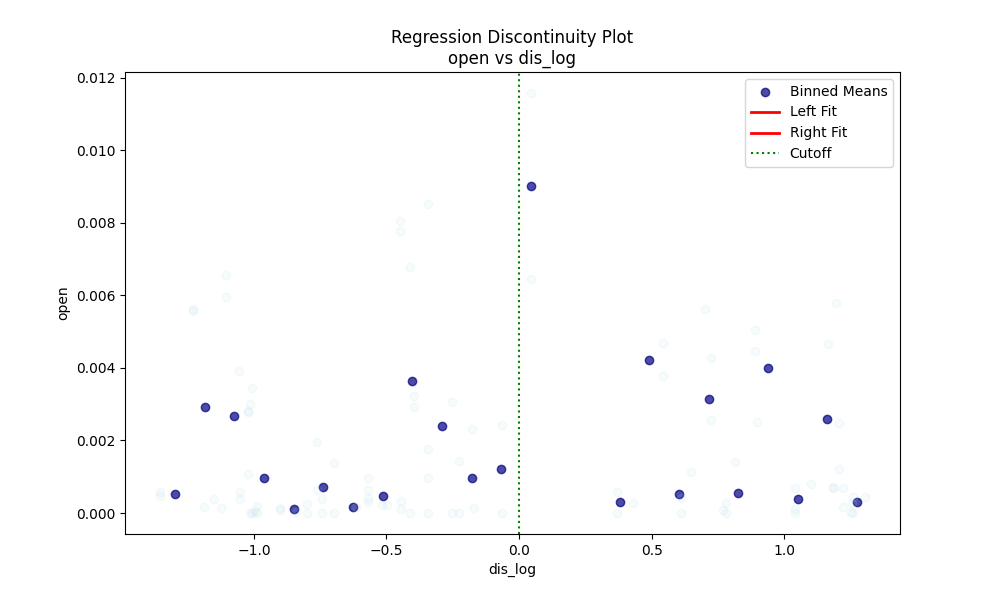 Regression Discontinuity Plot
open vs dis_log
Binned Means
Left Fit
Right Fit
Cutoff
0.012
0.010
0.008
0.006
0.004
0.002
0.000
open
−1.0
−0.5
0.0
0.5
1.0
dis_log